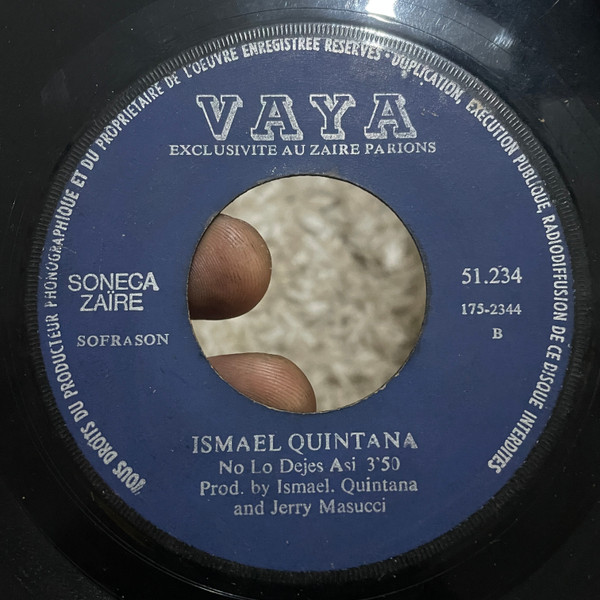 TOUS DROITS DU PRODUCTEUR PHONOGRAPHIQUE ET DU PROPRIETAIRE DE L'OEUVRE ENREGISTREE RESERVES • DUPLICATION, EXECUTION PUBLIQUE, RADIODIFFUSION DE CE DISQUE INTERDITES
VAYA
EXCLUSIVITE AU ZAIRE PARIONS
SONECA
ZAÏRE
SOFRASON
51.234
175-2344
B
ISMAEL QUINTANA
No Lo Dejes Asi 3'50
Prod. by Ismael. Quintana
and Jerry Masucci